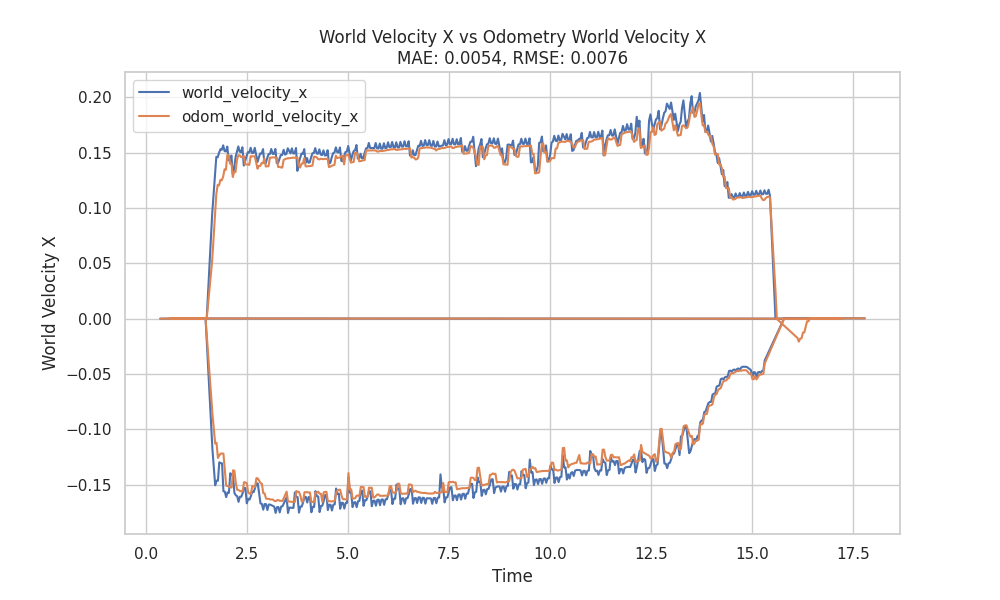 World Velocity X vs Odometry World Velocity X
MAE: 0.0054, RMSE: 0.0076
world_velocity_x
odom_world_velocity_x
World Velocity X
0.20
0.15
0.10
0.05
0.00
−0.05
−0.10
−0.15
0.0 2.5 5.0 7.5 10.0 12.5 15.0 17.5
Time